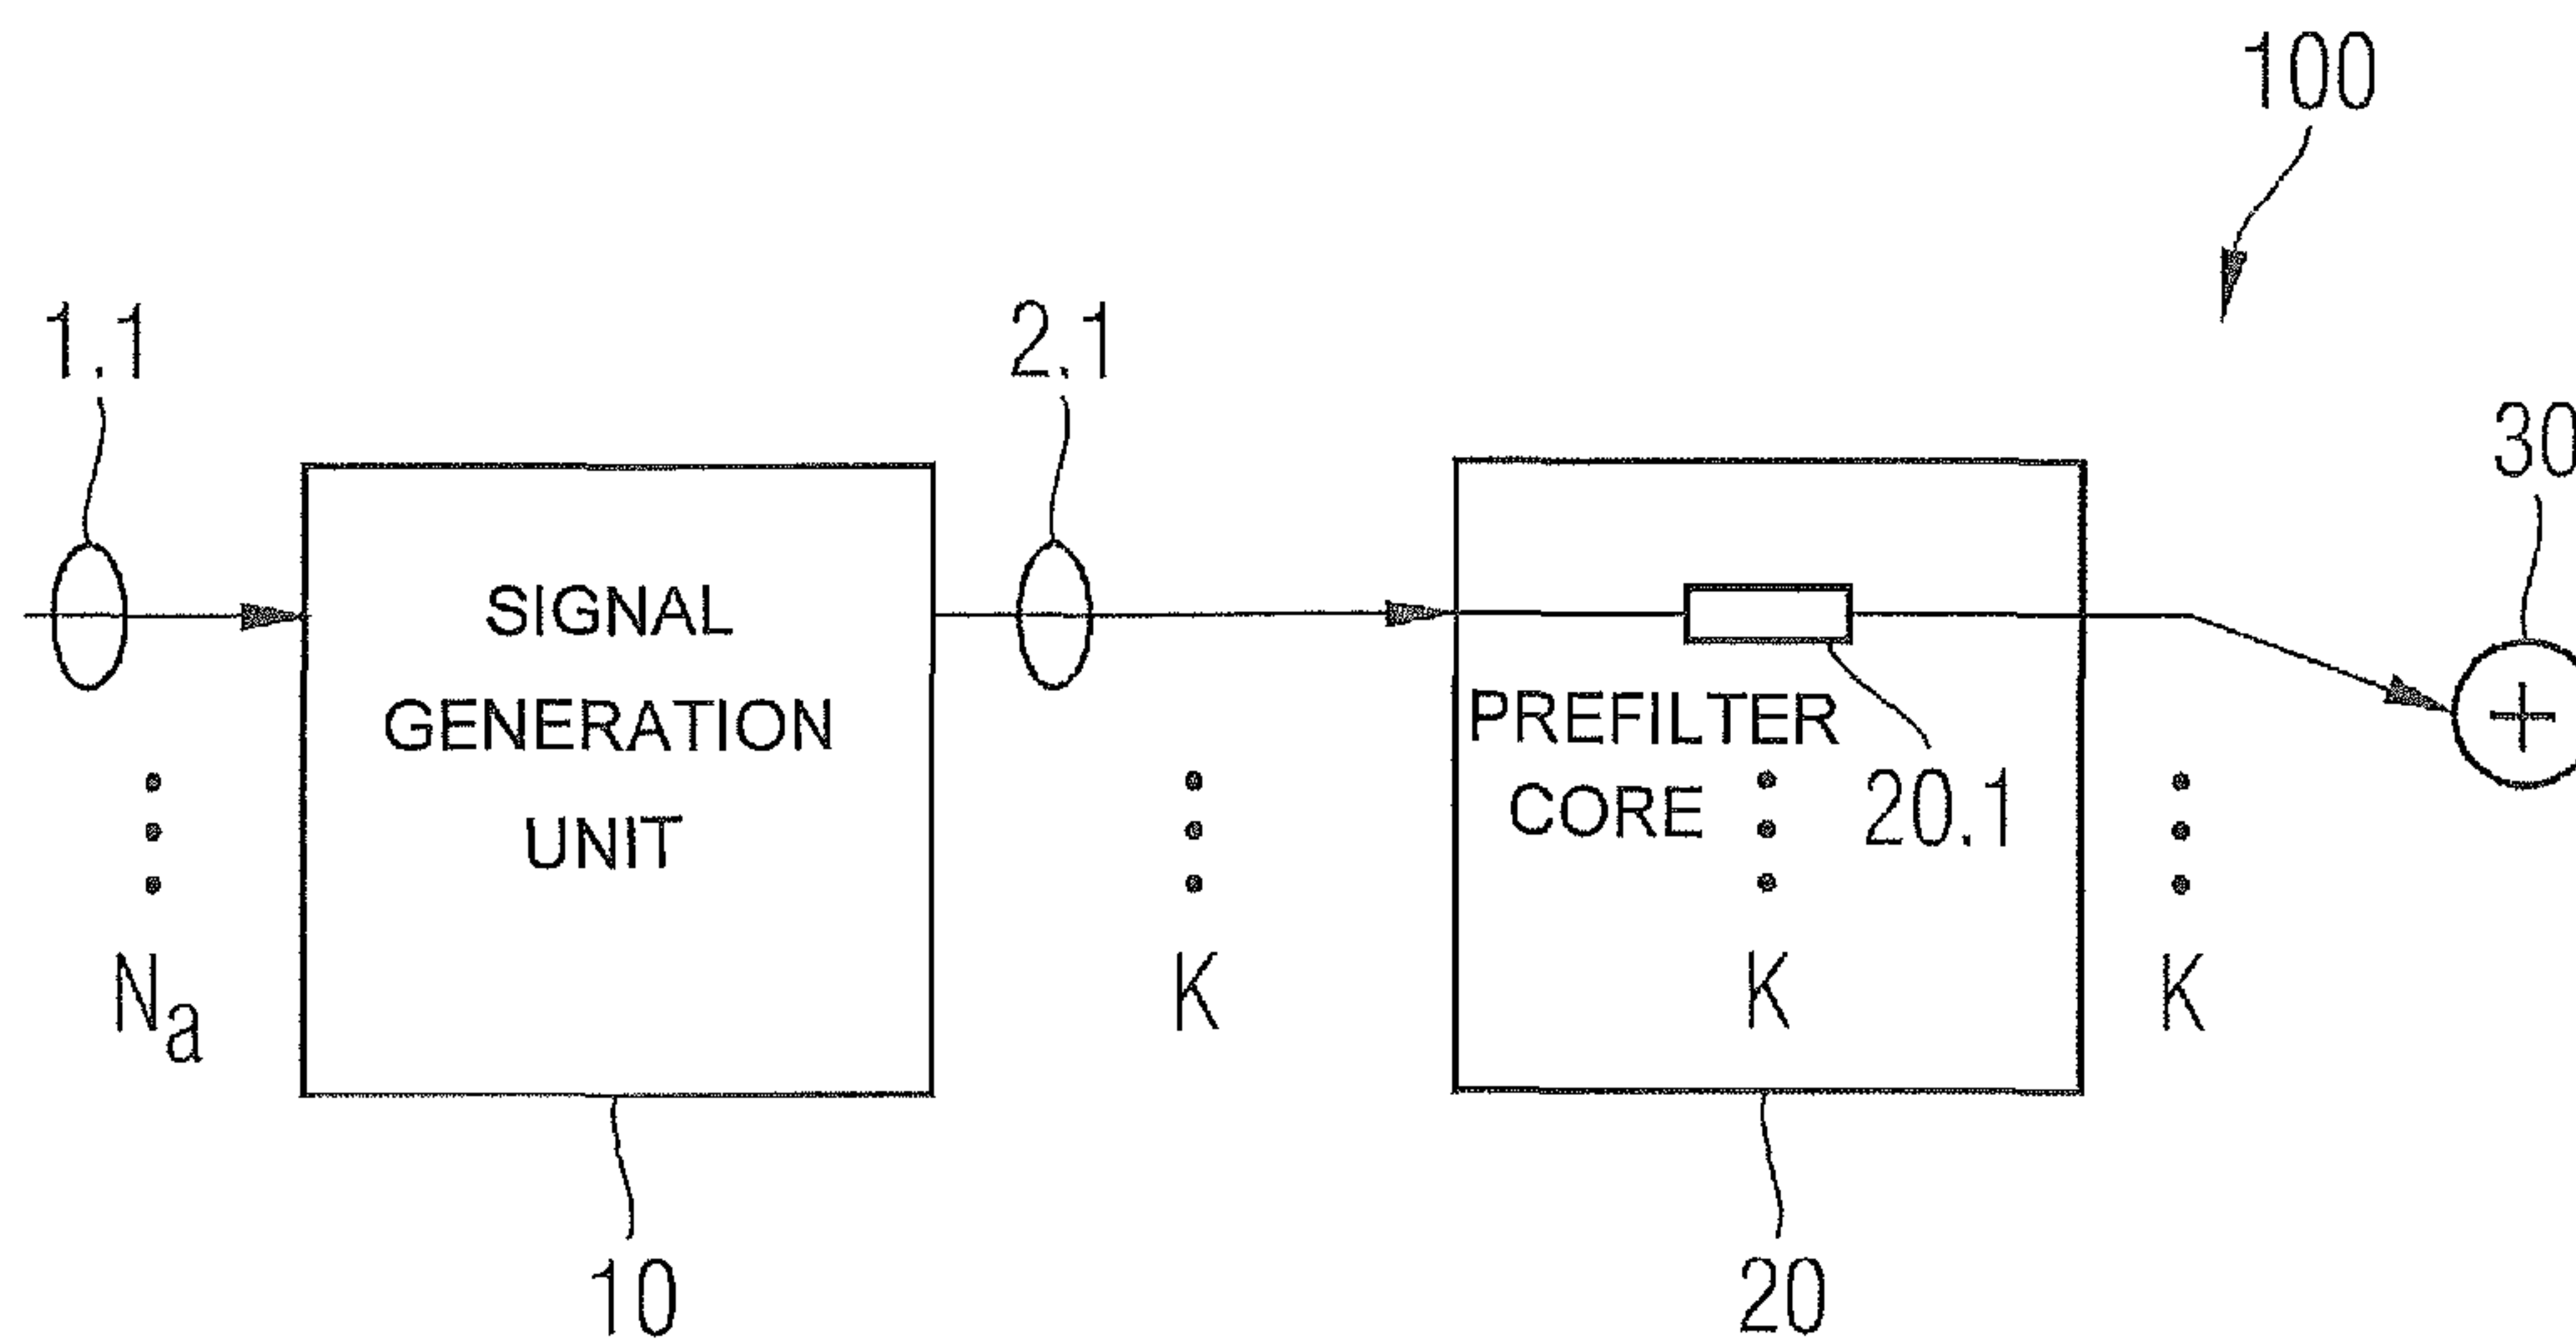 100
1.1
2.1
30
SIGNAL
GENERATION
UNIT
PREFILTER
CORE
20.1
Na
K
K
K
10
20